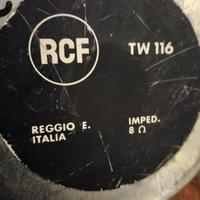 RCF
TW 116
REGGIO E.
ITALIA
IMPED.
8 Ω